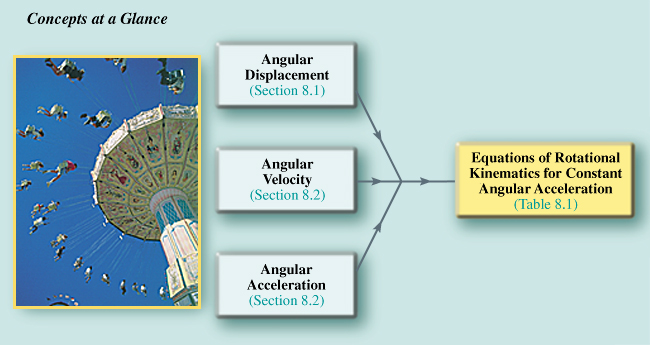 Concepts at a Glance
Angular
Displacement
(Section 8.1)
Angular
Velocity
(Section 8.2)
Angular
Acceleration
(Section 8.2)
Equations of Rotational
Kinematics for Constant
Angular Acceleration
(Table 8.1)